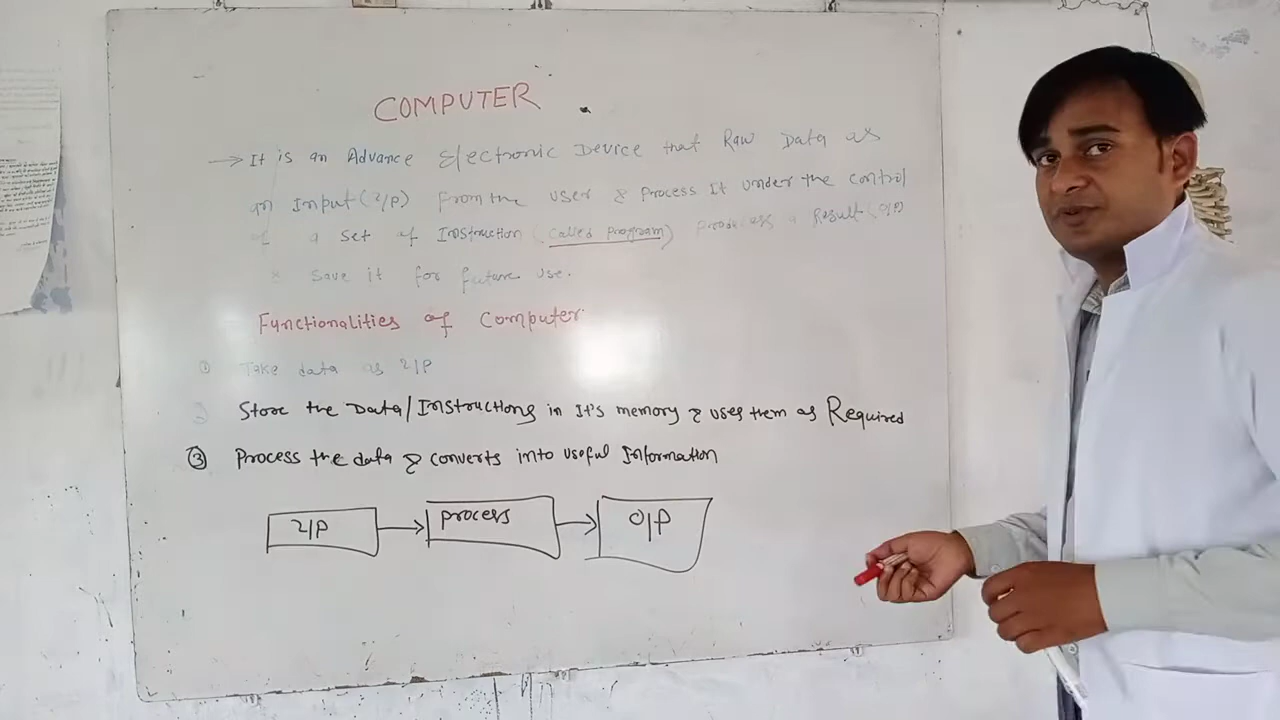 COMPUTER
→ It is an Advance Electronic Device that Raw Data as
an Input (I/P) from the user & Process It under the control
of a set of Instruction (called program) Result (O/P)
& Save it for future use.
Functionalities of Computer
① Take data as I/P
② Store the Data/Instructions in It's memory & uses them as Required
③ Process the data & converts into useful Information
I/P → process → O/P